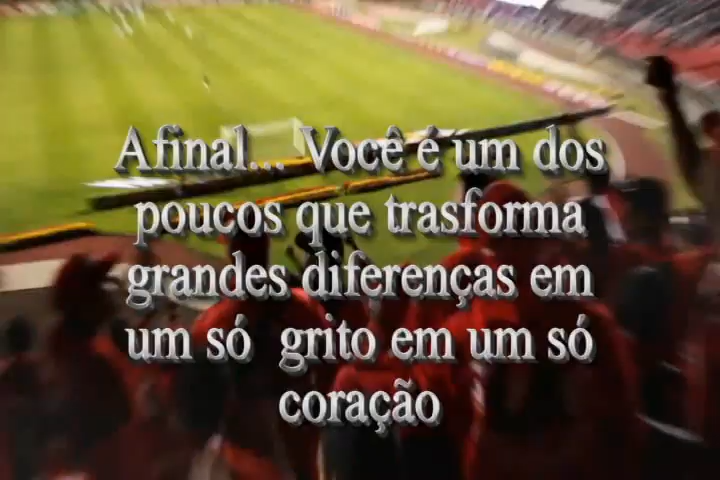 Afinal... Você é um dos
poucos que trasforma
grandes diferenças em
um só grito em um só
coração